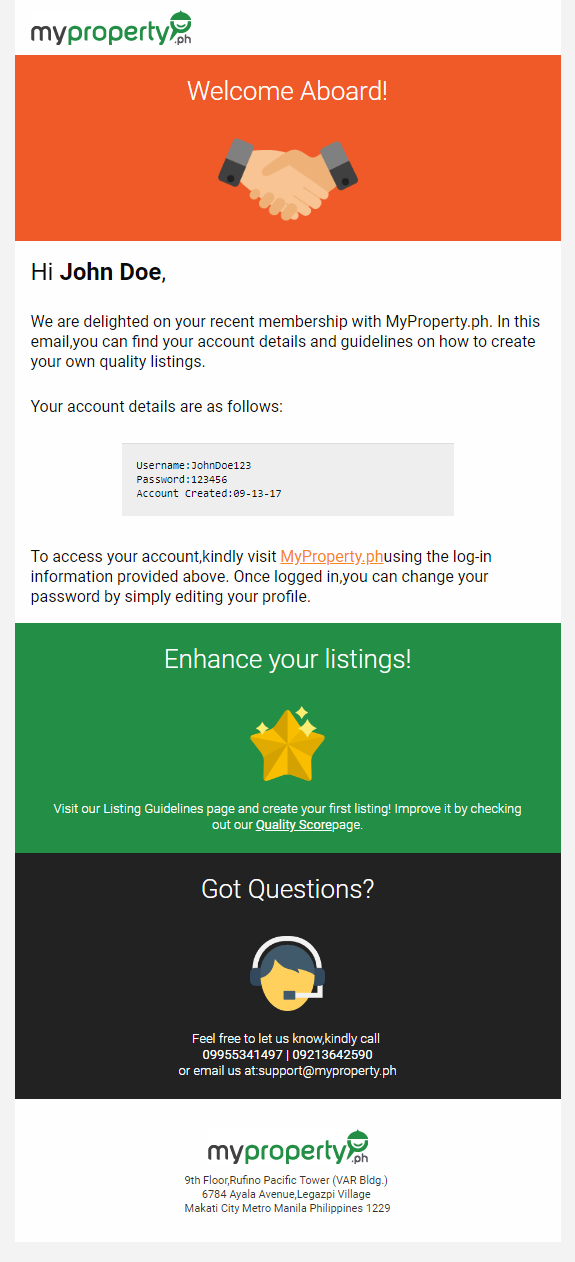 myproperty.ph
Welcome Aboard!
Hi John Doe,
We are delighted on your recent membership with MyProperty.ph. In this
email,you can find your account details and guidelines on how to create
your own quality listings.
Your account details are as follows:
Username:JohnDoe123
Password:123456
Account Created:09-13-17
To access your account,kindly visit MyProperty.phusing the log-in
information provided above. Once logged in,you can change your
password by simply editing your profile.
Enhance your listings!
Visit our Listing Guidelines page and create your first listing! Improve it by checking
out our Quality Scorepage.
Got Questions?
Feel free to let us know,kindly call
09955341497 | 09213642590
or email us at:support@myproperty.ph
myproperty.ph
9th Floor,Rufino Pacific Tower (VAR Bldg.)
6784 Ayala Avenue,Legazpi Village
Makati City Metro Manila Philippines 1229